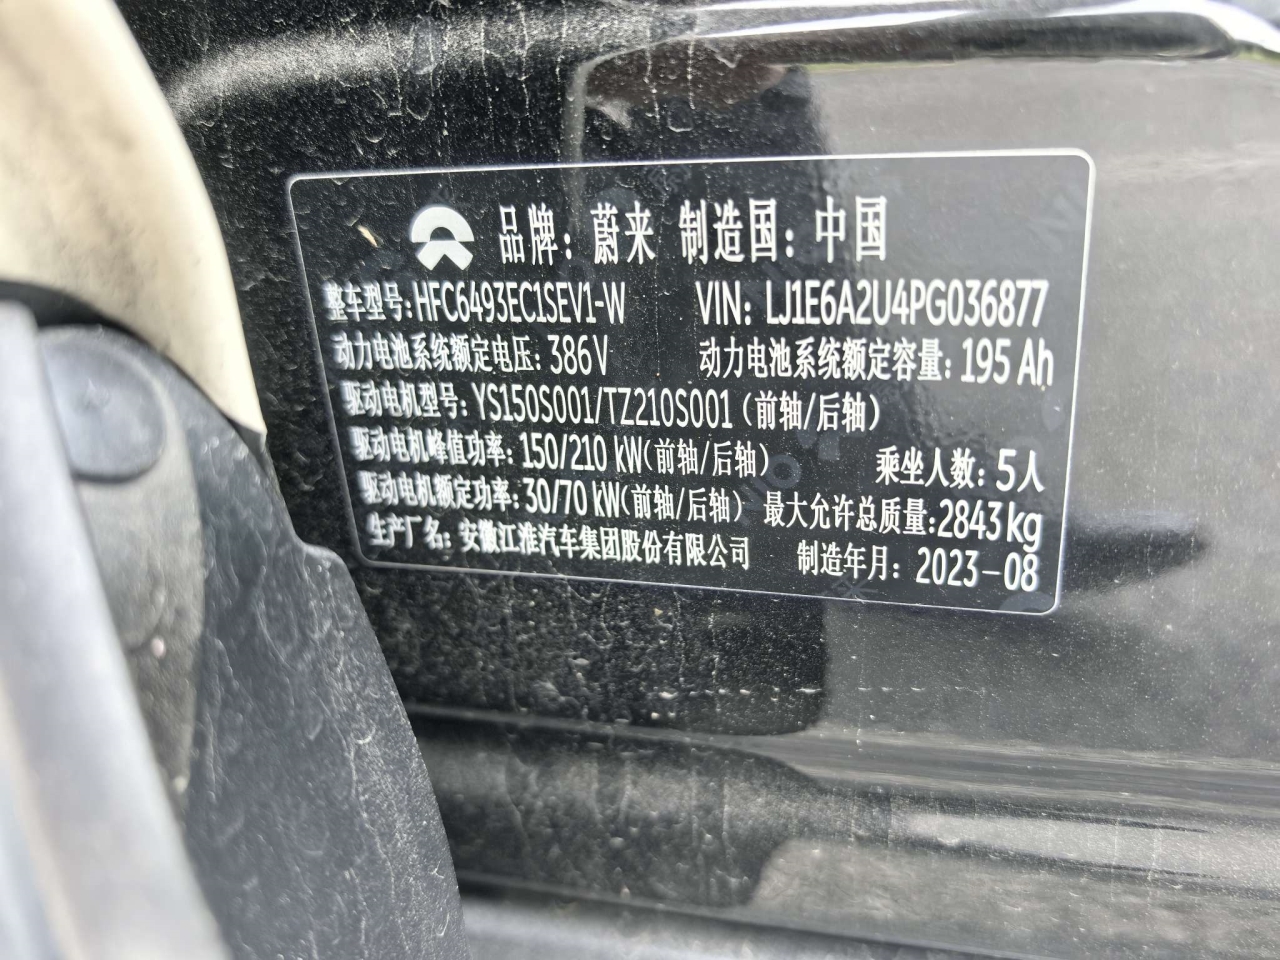 品牌：蔚来 制造国：中国
整车型号：HFC6493EC1SEV1-W VIN：LJ1E6A2U4PG036877
动力电池系统额定电压：386V 动力电池系统额定容量：195Ah
驱动电机型号：YS150S001/TZ210S001（前轴/后轴）
驱动电机峰值功率：150/210 kW（前轴/后轴） 乘坐人数：5人
驱动电机额定功率：30/70 kW（前轴/后轴） 最大允许总质量：2843kg
生产厂名：安徽江淮汽车集团股份有限公司 制造年月：2023-08